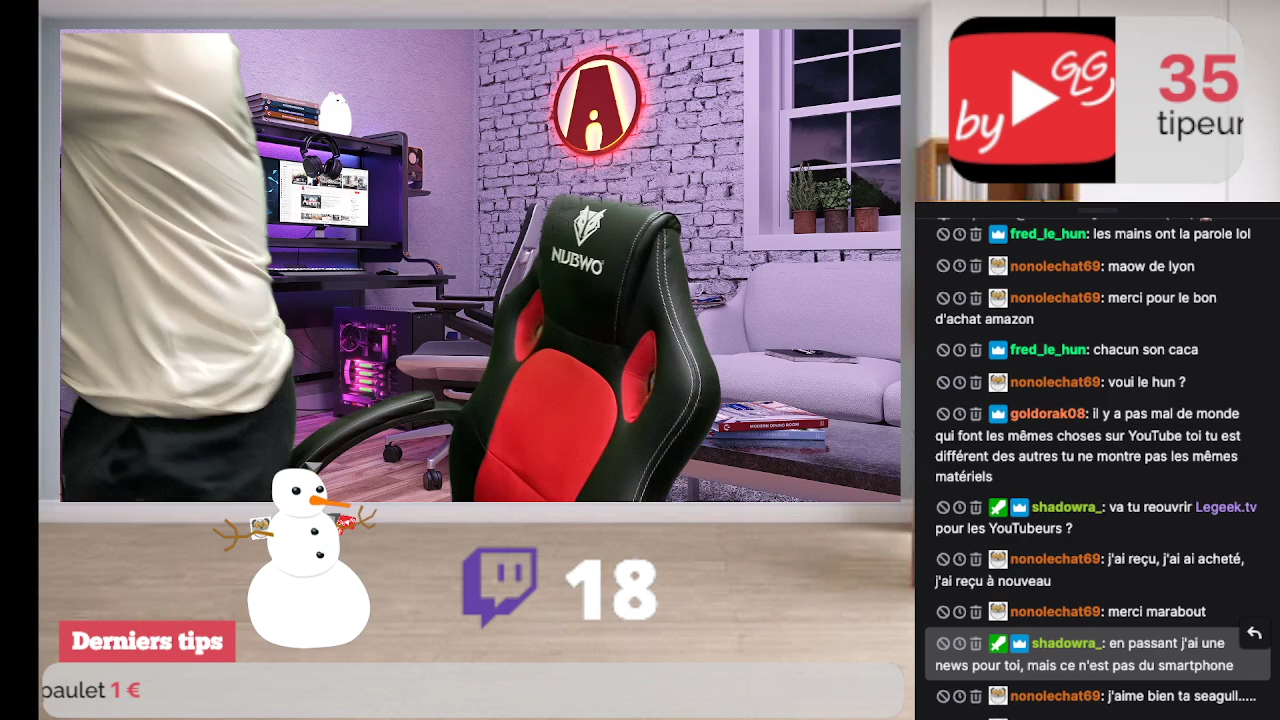 NUBWO
MODERN DINING ROOM
by GGJ
35
tipeur
fred_le_hun: les mains ont la parole lol
nonolechat69: maow de lyon
nonolechat69: merci pour le bon
d'achat amazon
fred_le_hun: chacun son caca
nonolechat69: voui le hun ?
goldorak08: il y a pas mal de monde
qui font les mêmes choses sur YouTube toi tu est
différent des autres tu ne montre pas les mêmes
matériels
shadowra_: va tu reouvrir Legeek.tv
pour les YouTubeurs ?
nonolechat69: j'ai reçu, j'ai ai acheté,
j'ai reçu à nouveau
nonolechat69: merci marabout
shadowra_: en passant j'ai une
news pour toi, mais ce n'est pas du smartphone
nonolechat69: j'aime bien ta seagull.....
18
Derniers tips
paulet 1 €